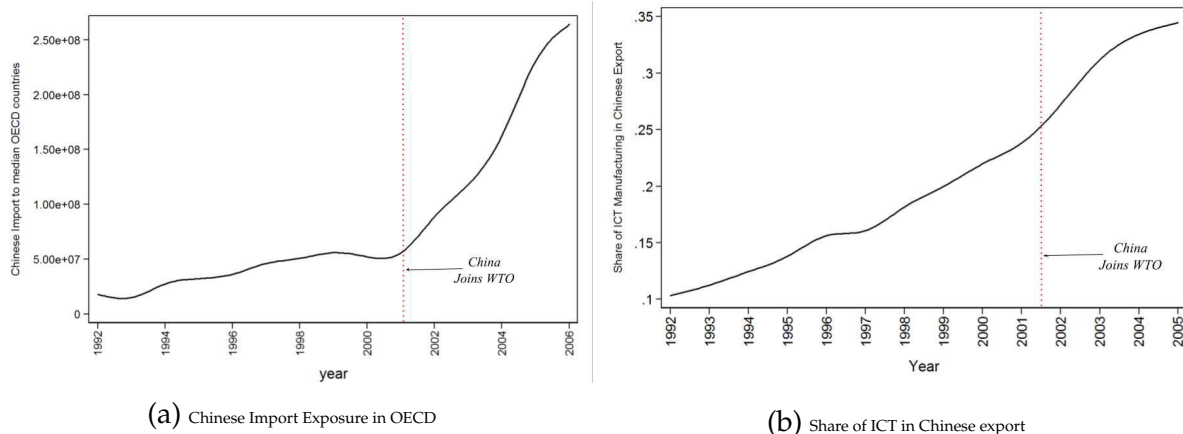 Chinese Import to median OECD countries
2.50e+08
2.00e+08
1.50e+08
1.00e+08
5.00e+07
0
China
Joins WTO
1992
1994
1996
1998
2000
2002
2004
2006
year
(a) Chinese Import Exposure in OECD
Share of ICT Manufacturing in Chinese Export
.35
.3
.25
.2
.15
.1
China
Joins WTO
1992
1993
1994
1995
1996
1997
1998
1999
2000
2001
2002
2003
2004
2005
Year
(b) Share of ICT in Chinese export